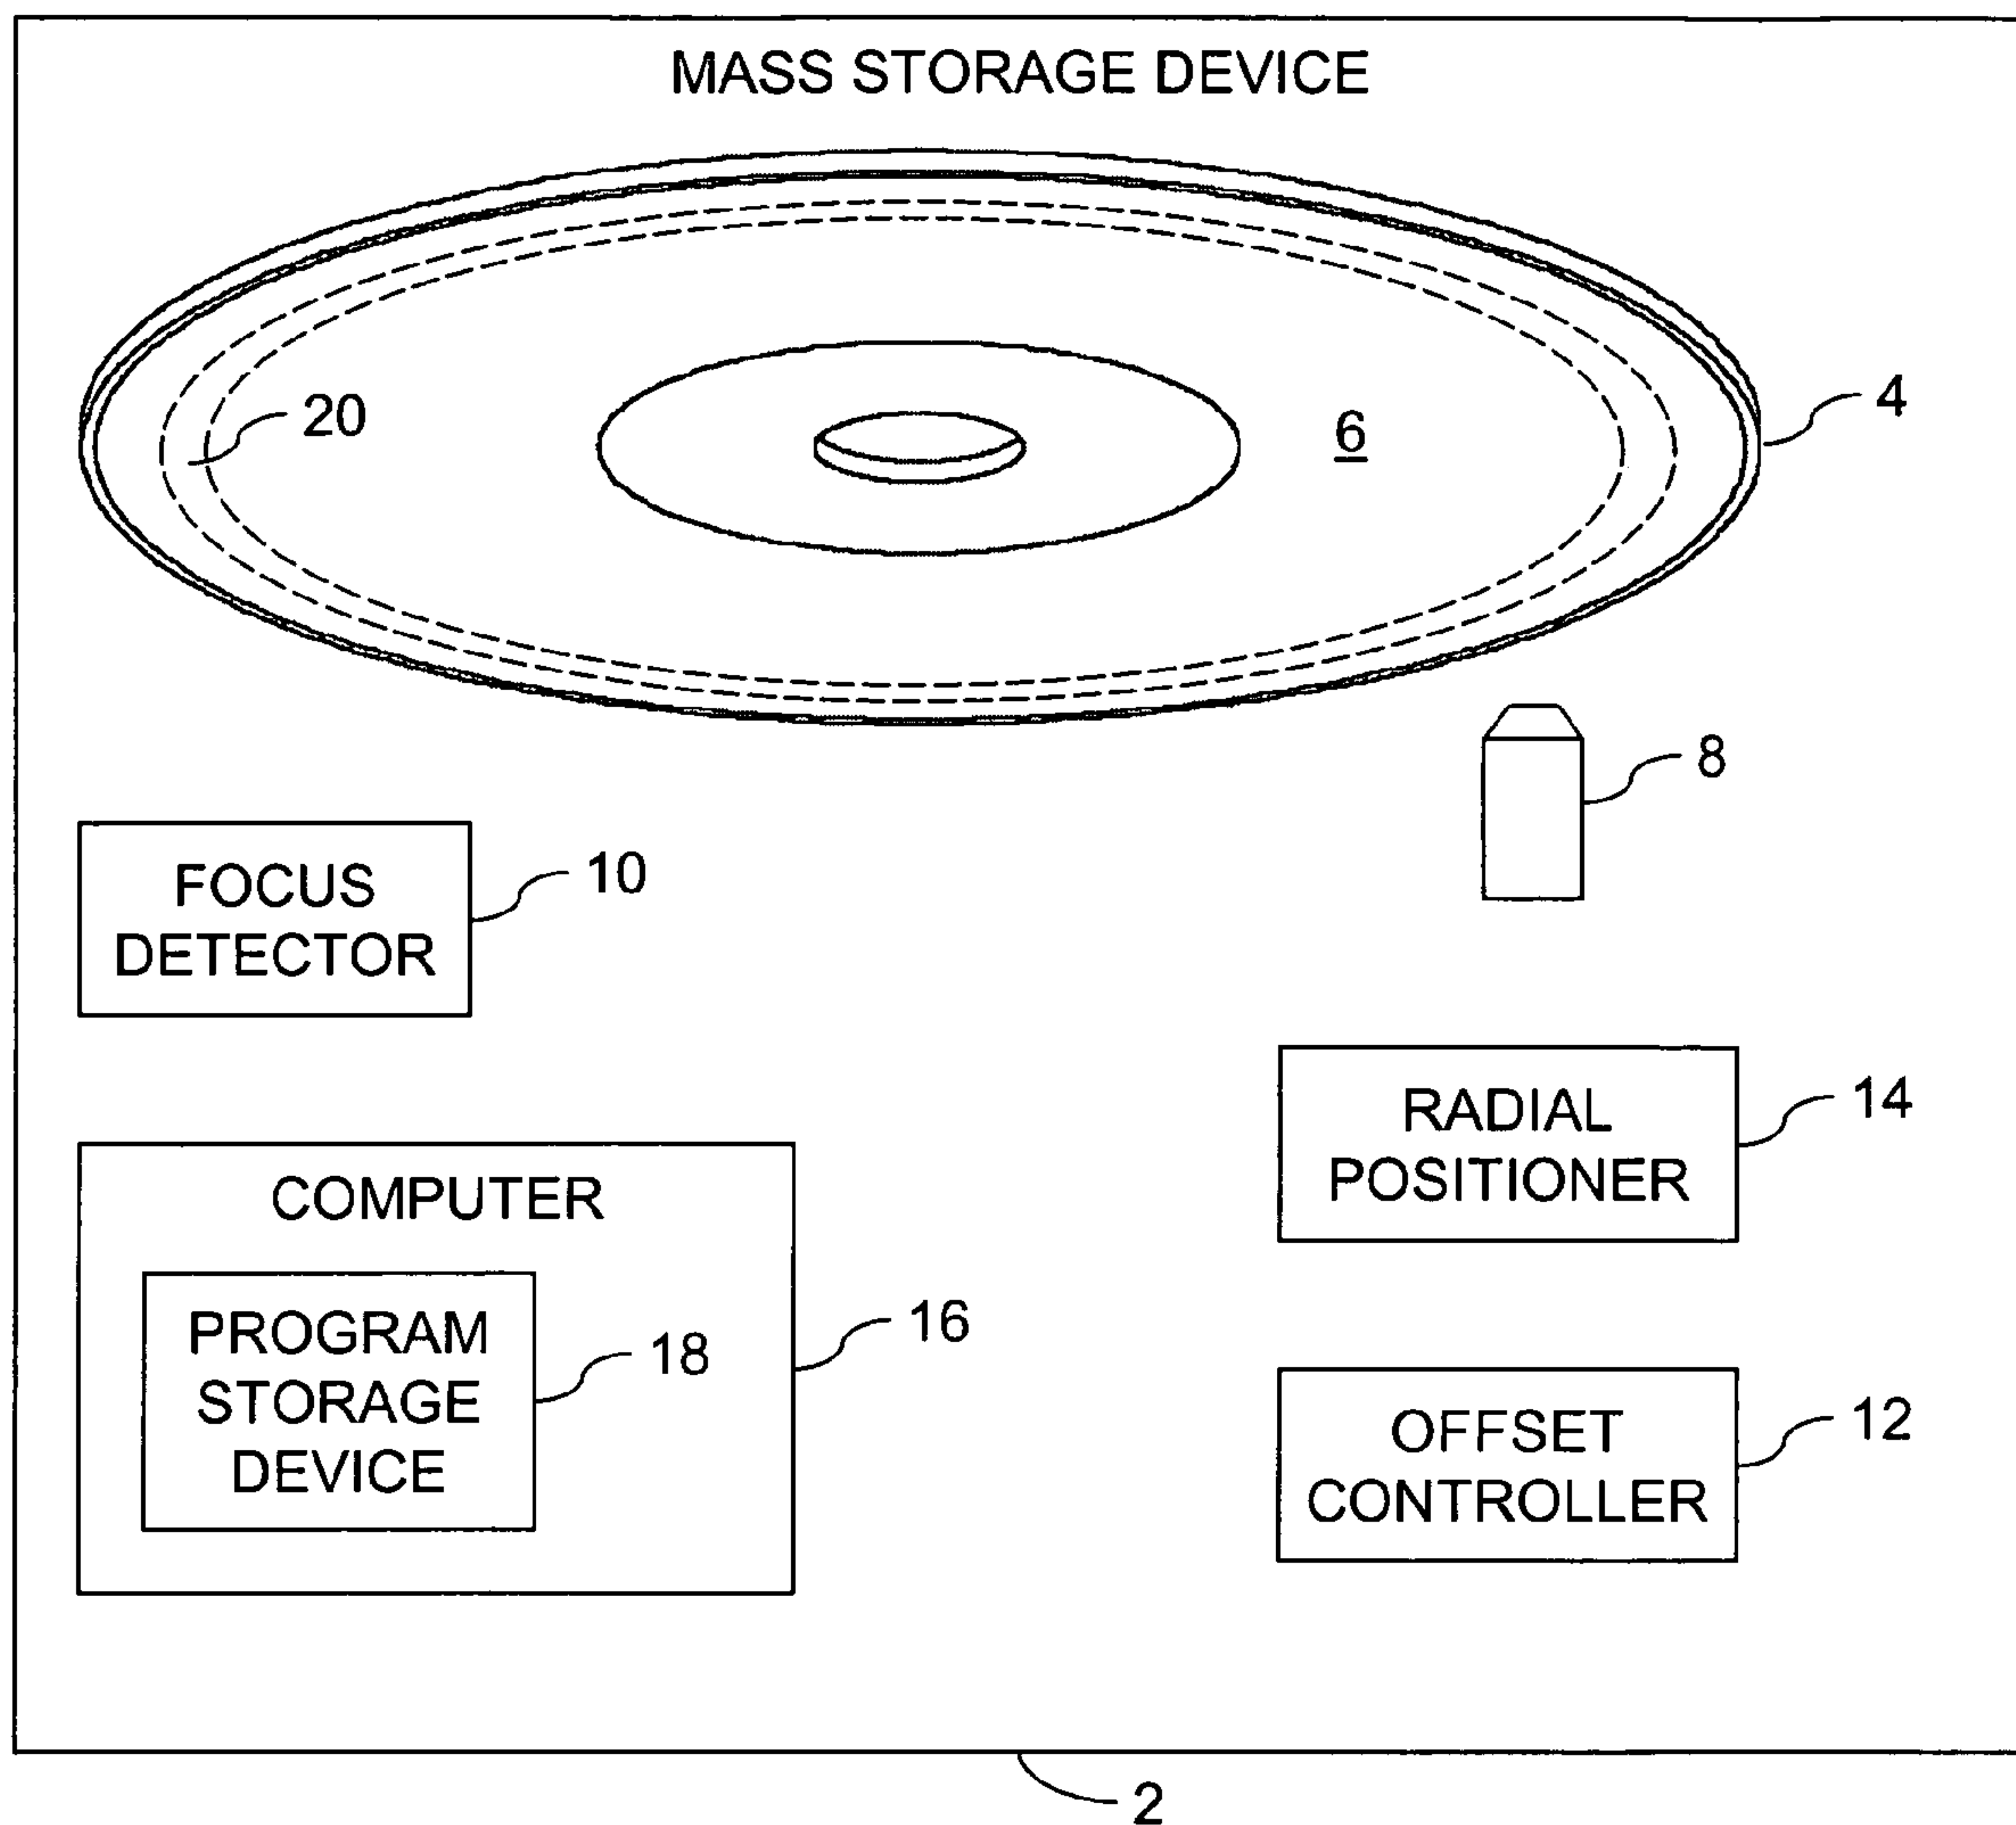 MASS STORAGE DEVICE
4
20
6
8
FOCUS
DETECTOR
10
RADIAL
POSITIONER
14
COMPUTER
PROGRAM
STORAGE
DEVICE
18
16
OFFSET
CONTROLLER
12
2